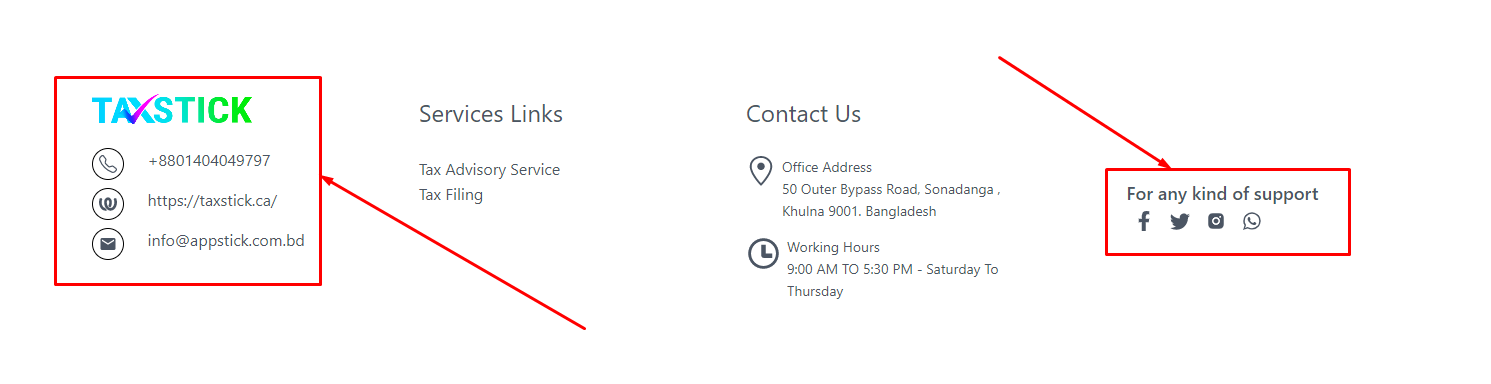 TAXSTICK
+8801404049797
https://taxstick.ca/
info@appstick.com.bd
Services Links
Tax Advisory Service
Tax Filing
Contact Us
Office Address
50 Outer Bypass Road, Sonadanga ,
Khulna 9001. Bangladesh
Working Hours
9:00 AM TO 5:30 PM - Saturday To
Thursday
For any kind of support